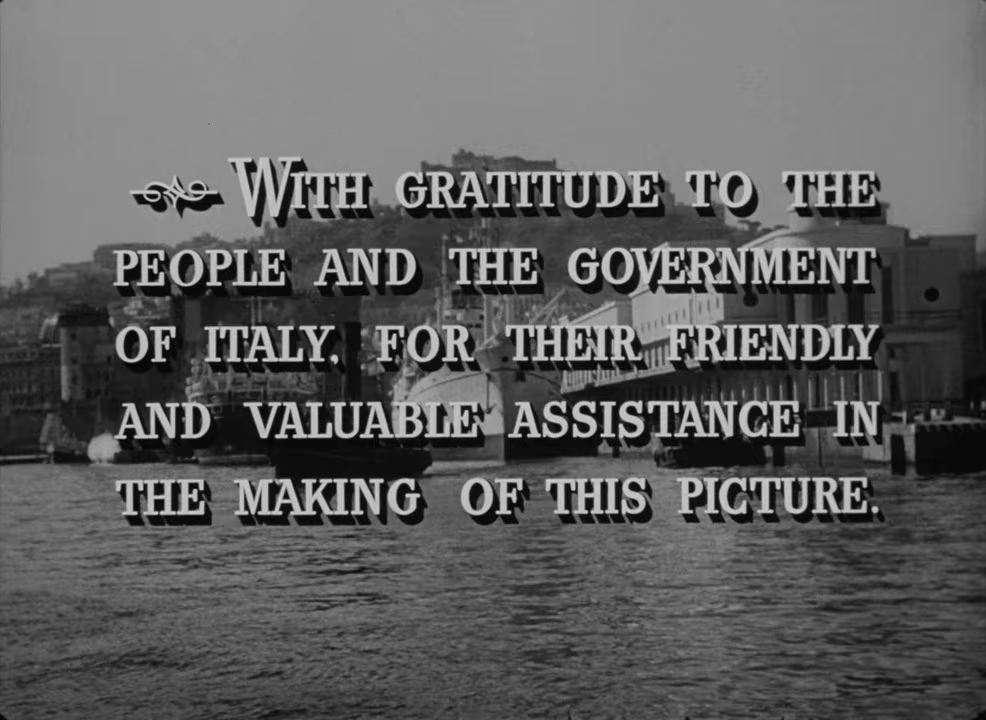 With gratitude to the
people and the government
of Italy, for their friendly
and valuable assistance in
the making of this picture.